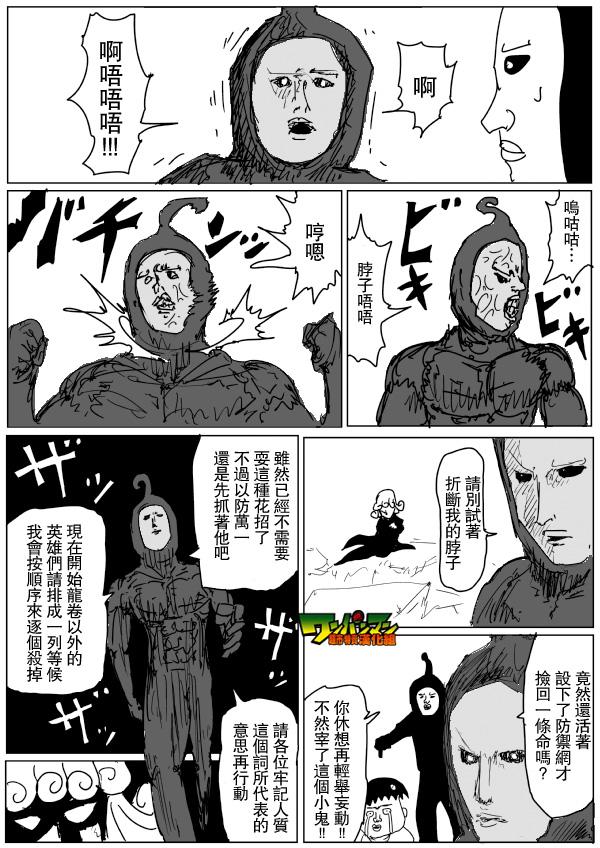 啊
啊唔唔唔!!!
嗚咕咕…
脖子唔唔
ビキ
ビキ
哼嗯
ゴキン
請別試著
折斷我的脖子
竟然還活著
設下了防禦網才
撿回一條命嗎?
你休想再輕舉妄動!!
不然宰了這個小鬼!!
ワンパンマン
雖然已經不需要
耍這種花招了
不過以防萬一
還是先抓著他吧
ザッ
ザッ
現在開始龍卷以外的
英雄們請排成一列等候
我會按順序來逐個殺掉
請各位牢記人質
這個詞所代表的
意思再行動